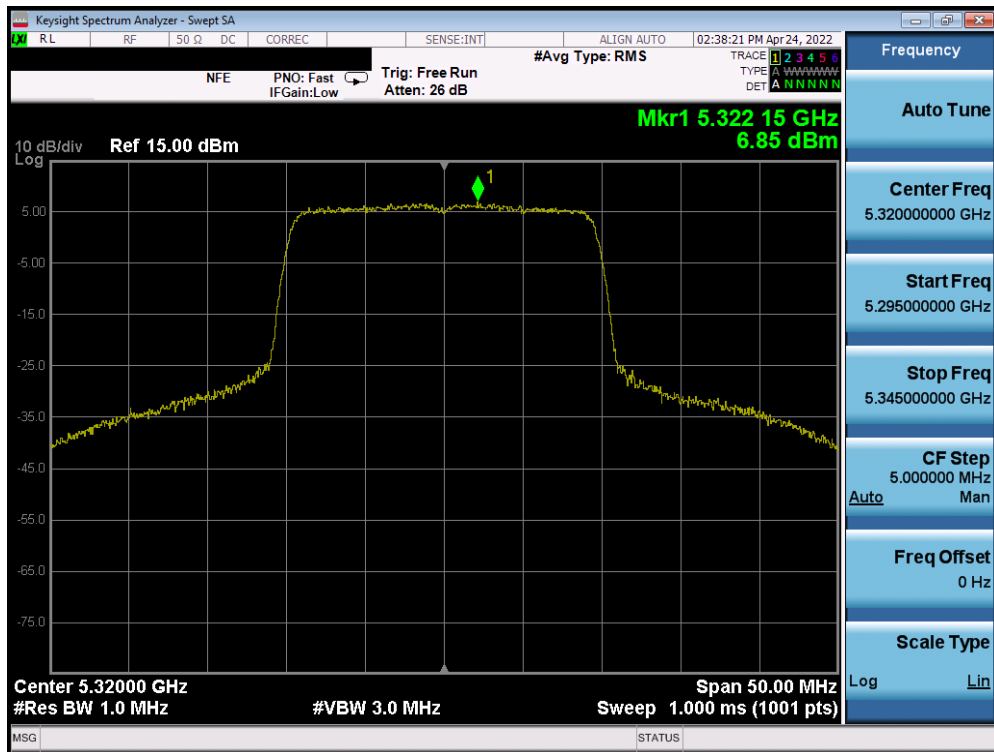 Keysight Spectrum Analyzer - Swept SA
LXI RL RF 50 Ω DC CORREC SENSE:INT ALIGN AUTO 02:38:21 PM Apr 24, 2022
NFE PNO: Fast IFGain:Low Trig: Free Run Atten: 26 dB #Avg Type: RMS
TRACE 1 2 3 4 5 6
TYPE A WWWWW
DET A N N N N N
Mkr1 5.322 15 GHz
6.85 dBm
10 dB/div Ref 15.00 dBm
Log
1
5.00
-5.00
-15.0
-25.0
-35.0
-45.0
-55.0
-65.0
-75.0
Center 5.32000 GHz Span 50.00 MHz
#Res BW 1.0 MHz #VBW 3.0 MHz Sweep 1.000 ms (1001 pts)
MSG STATUS
Frequency
Auto Tune
Center Freq
5.320000000 GHz
Start Freq
5.295000000 GHz
Stop Freq
5.345000000 GHz
CF Step
5.000000 MHz
Auto Man
Freq Offset
0 Hz
Scale Type
Log Lin